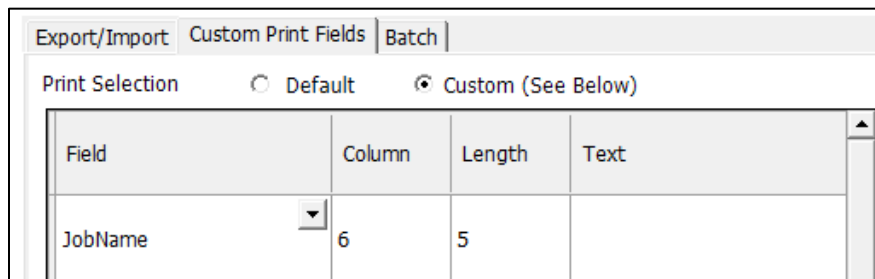 Export/Import Custom Print Fields Batch
Print Selection Default Custom (See Below)
Field Column Length Text
JobName 6 5